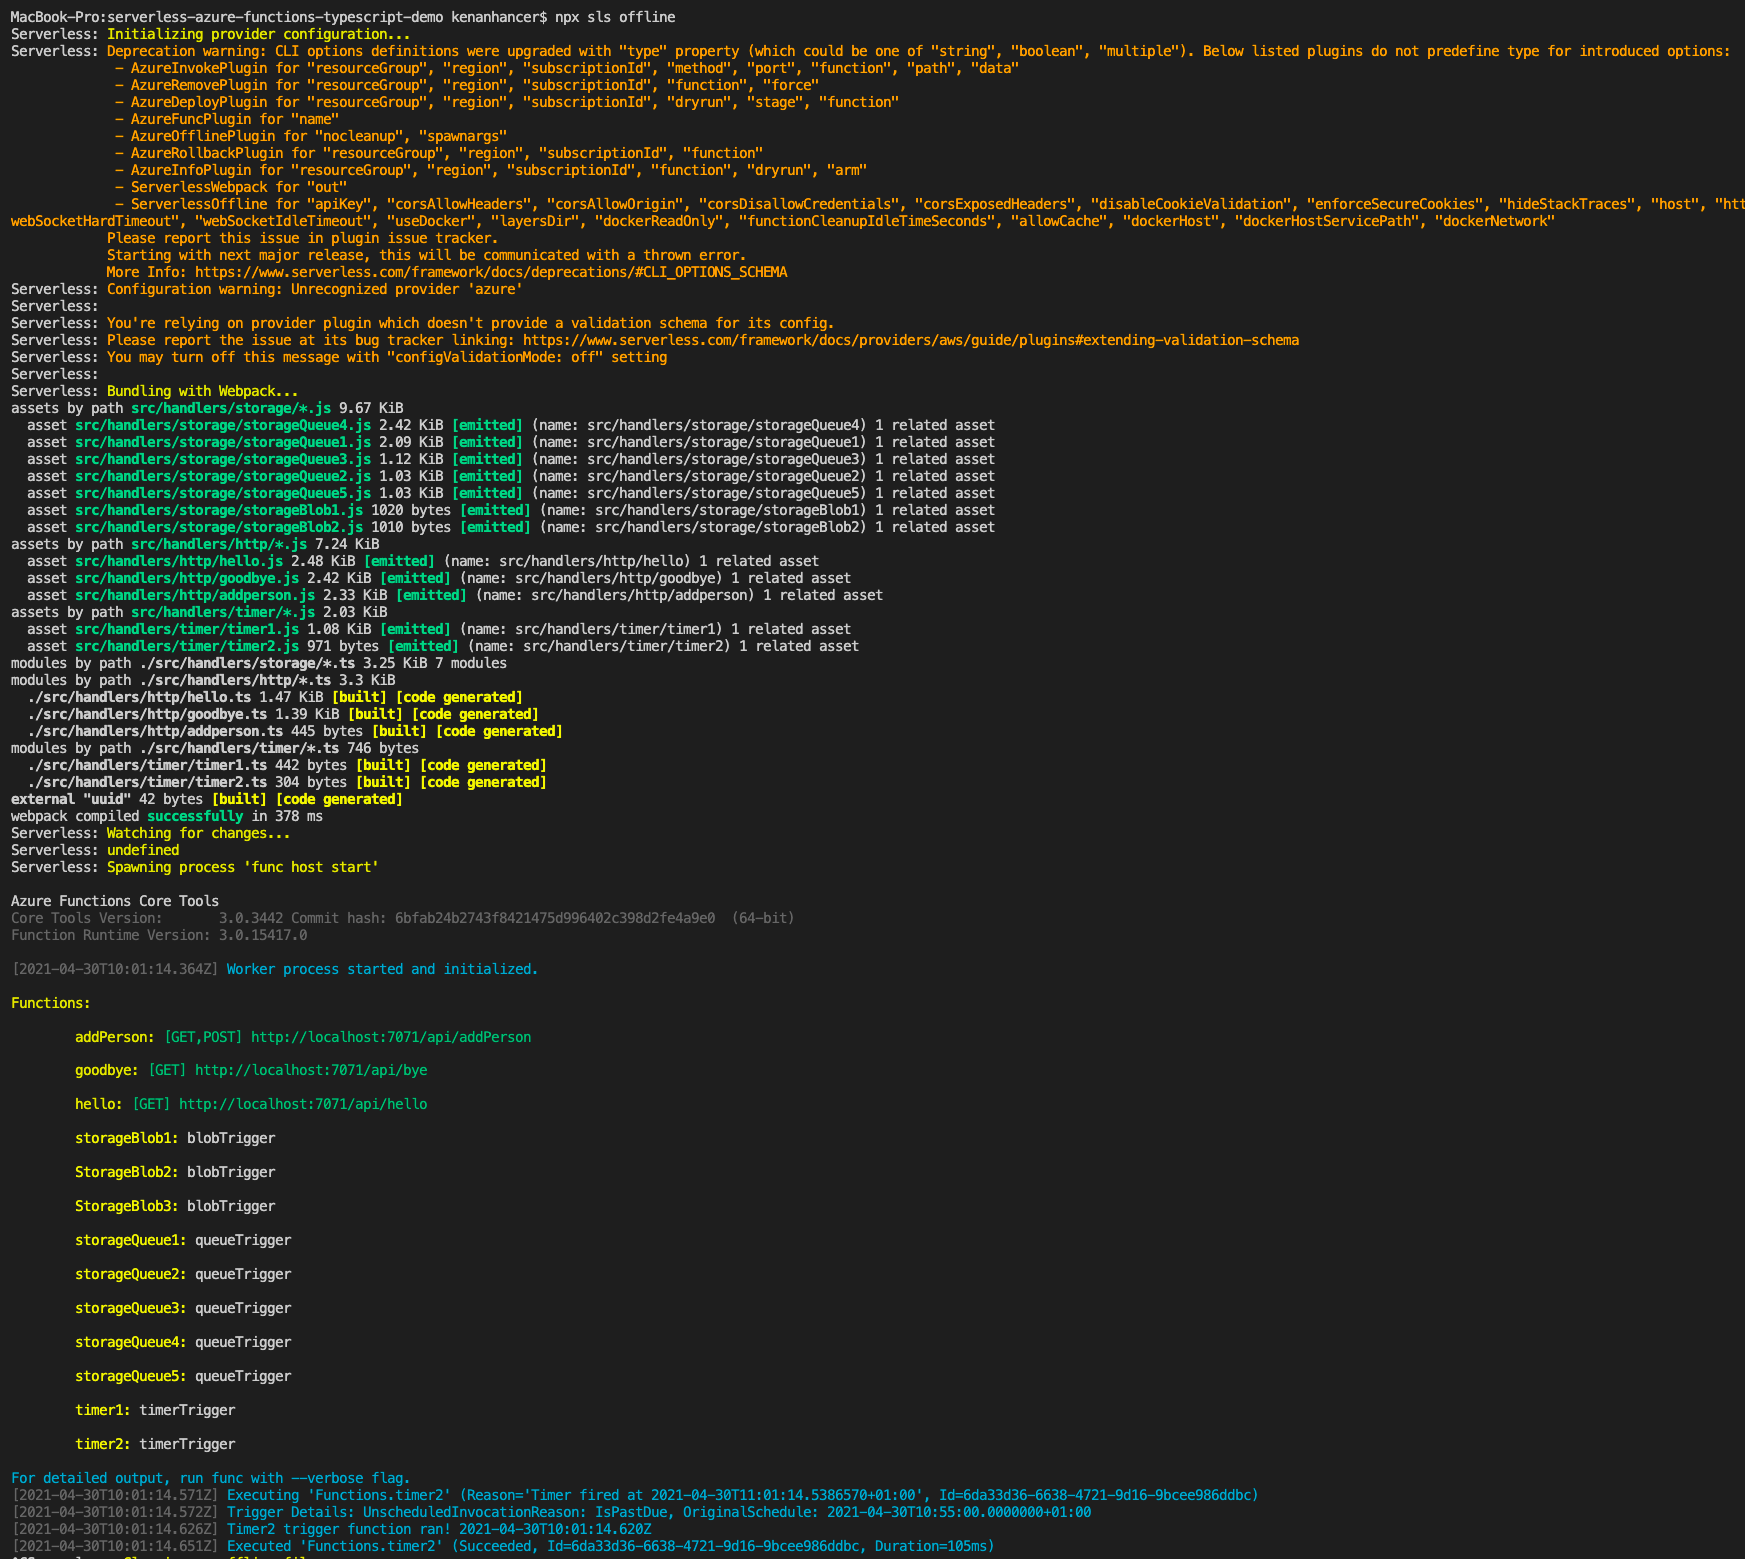 MacBook-Pro:serverless-azure-functions-typescript-demo kenanhancer$ npx sls offline
Serverless: Initializing provider configuration...
Serverless: Deprecation warning: CLI options definitions were upgraded with "type" property (which could be one of "string", "boolean", "multiple"). Below listed plugins do not predefine type for introduced options:
- AzureInvokePlugin for "resourceGroup", "region", "subscriptionId", "method", "port", "function", "path", "data"
- AzureRemovePlugin for "resourceGroup", "region", "subscriptionId", "function", "force"
- AzureDeployPlugin for "resourceGroup", "region", "subscriptionId", "dryrun", "stage", "function"
- AzureFuncPlugin for "name"
- AzureOfflinePlugin for "nocleanup", "spawnargs"
- AzureRollbackPlugin for "resourceGroup", "region", "subscriptionId", "function"
- AzureInfoPlugin for "resourceGroup", "region", "subscriptionId", "function", "dryrun", "arm"
- ServerlessWebpack for "out"
- ServerlessOffline for "apiKey", "corsAllowHeaders", "corsAllowOrigin", "corsDisallowCredentials", "corsExposedHeaders", "disableCookieValidation", "enforceSecureCookies", "hideStackTraces", "host", "htt
webSocketHardTimeout", "webSocketIdleTimeout", "useDocker", "layersDir", "dockerReadOnly", "functionCleanupIdleTimeSeconds", "allowCache", "dockerHost", "dockerHostServicePath", "dockerNetwork"
Please report this issue in plugin issue tracker.
Starting with next major release, this will be communicated with a thrown error.
More Info: https://www.serverless.com/framework/docs/deprecations/#CLI_OPTIONS_SCHEMA
Serverless: Configuration warning: Unrecognized provider 'azure'
Serverless:
Serverless: You're relying on provider plugin which doesn't provide a validation schema for its config.
Serverless: Please report the issue at its bug tracker linking: https://www.serverless.com/framework/docs/providers/aws/guide/plugins#extending-validation-schema
Serverless: You may turn off this message with "configValidationMode: off" setting
Serverless:
Serverless: Bundling with Webpack...
assets by path src/handlers/storage/*.js 9.67 KiB
asset src/handlers/storage/storageQueue4.js 2.42 KiB [emitted] (name: src/handlers/storage/storageQueue4) 1 related asset
asset src/handlers/storage/storageQueue1.js 2.09 KiB [emitted] (name: src/handlers/storage/storageQueue1) 1 related asset
asset src/handlers/storage/storageQueue3.js 1.12 KiB [emitted] (name: src/handlers/storage/storageQueue3) 1 related asset
asset src/handlers/storage/storageQueue2.js 1.03 KiB [emitted] (name: src/handlers/storage/storageQueue2) 1 related asset
asset src/handlers/storage/storageQueue5.js 1.03 KiB [emitted] (name: src/handlers/storage/storageQueue5) 1 related asset
asset src/handlers/storage/storageBlob1.js 1020 bytes [emitted] (name: src/handlers/storage/storageBlob1) 1 related asset
asset src/handlers/storage/storageBlob2.js 1010 bytes [emitted] (name: src/handlers/storage/storageBlob2) 1 related asset
assets by path src/handlers/http/*.js 7.24 KiB
asset src/handlers/http/hello.js 2.48 KiB [emitted] (name: src/handlers/http/hello) 1 related asset
asset src/handlers/http/goodbye.js 2.42 KiB [emitted] (name: src/handlers/http/goodbye) 1 related asset
asset src/handlers/http/addperson.js 2.33 KiB [emitted] (name: src/handlers/http/addperson) 1 related asset
assets by path src/handlers/timer/*.js 2.03 KiB
asset src/handlers/timer/timer1.js 1.08 KiB [emitted] (name: src/handlers/timer/timer1) 1 related asset
asset src/handlers/timer/timer2.js 971 bytes [emitted] (name: src/handlers/timer/timer2) 1 related asset
modules by path ./src/handlers/storage/*.ts 3.25 KiB 7 modules
modules by path ./src/handlers/http/*.ts 3.3 KiB
./src/handlers/http/hello.ts 1.47 KiB [built] [code generated]
./src/handlers/http/goodbye.ts 1.39 KiB [built] [code generated]
./src/handlers/http/addperson.ts 445 bytes [built] [code generated]
modules by path ./src/handlers/timer/*.ts 746 bytes
./src/handlers/timer/timer1.ts 442 bytes [built] [code generated]
./src/handlers/timer/timer2.ts 304 bytes [built] [code generated]
external "uuid" 42 bytes [built] [code generated]
webpack compiled successfully in 378 ms
Serverless: Watching for changes...
Serverless: undefined
Serverless: Spawning process 'func host start'
Azure Functions Core Tools
Core Tools Version: 3.0.3442 Commit hash: 6bfab24b2743f8421475d996402c398d2fe4a9e0 (64-bit)
Function Runtime Version: 3.0.15417.0
[2021-04-30T10:01:14.364Z] Worker process started and initialized.
Functions:
addPerson: [GET,POST] http://localhost:7071/api/addPerson
goodbye: [GET] http://localhost:7071/api/bye
hello: [GET] http://localhost:7071/api/hello
storageBlob1: blobTrigger
StorageBlob2: blobTrigger
StorageBlob3: blobTrigger
storageQueue1: queueTrigger
storageQueue2: queueTrigger
storageQueue3: queueTrigger
storageQueue4: queueTrigger
storageQueue5: queueTrigger
timer1: timerTrigger
timer2: timerTrigger
For detailed output, run func with --verbose flag.
[2021-04-30T10:01:14.571Z] Executing 'Functions.timer2' (Reason='Timer fired at 2021-04-30T11:01:14.5386570+01:00', Id=6da33d36-6638-4721-9d16-9bcee986ddbc)
[2021-04-30T10:01:14.572Z] Trigger Details: UnscheduledInvocationReason: IsPastDue, OriginalSchedule: 2021-04-30T10:55:00.0000000+01:00
[2021-04-30T10:01:14.626Z] Timer2 trigger function ran! 2021-04-30T10:01:14.620Z
[2021-04-30T10:01:14.651Z] Executed 'Functions.timer2' (Succeeded, Id=6da33d36-6638-4721-9d16-9bcee986ddbc, Duration=105ms)